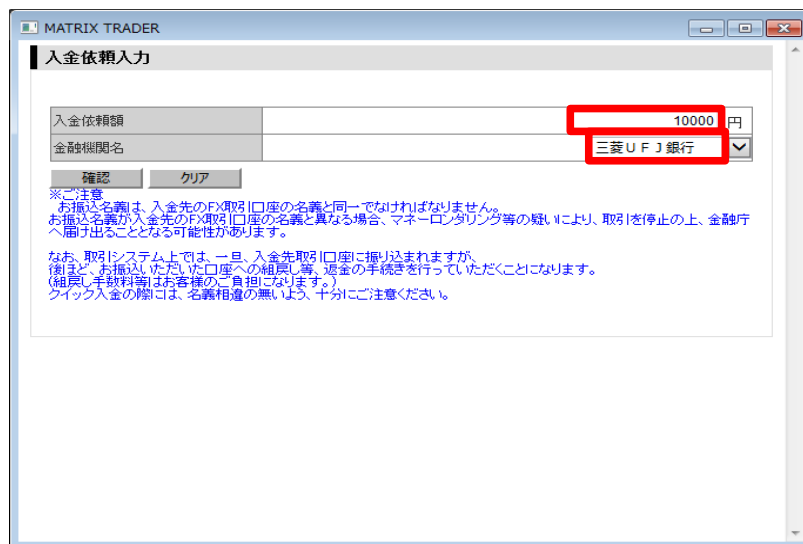 MATRIX TRADER
入金依頼入力
入金依頼額 10000 円
金融機関名 三菱UFJ銀行
確認 クリア
※ご注意
お振込名義は、入金先のFX取引口座の名義と同一でなければなりません。
お振込名義が入金先のFX取引口座の名義と異なる場合、マネーロンダリング等の疑いにより、取引を停止の上、金融庁
へ届け出ることとなる可能性があります。
なお、取引システム上では、一旦、入金先取引口座に振り込まれますが、
後ほど、お振込いただいた口座への組戻し等、返金の手続きを行っていただくことになります。
(組戻し手数料等はお客様のご負担になります。)
クイック入金の際には、名義相違の無いよう、十分にご注意ください。